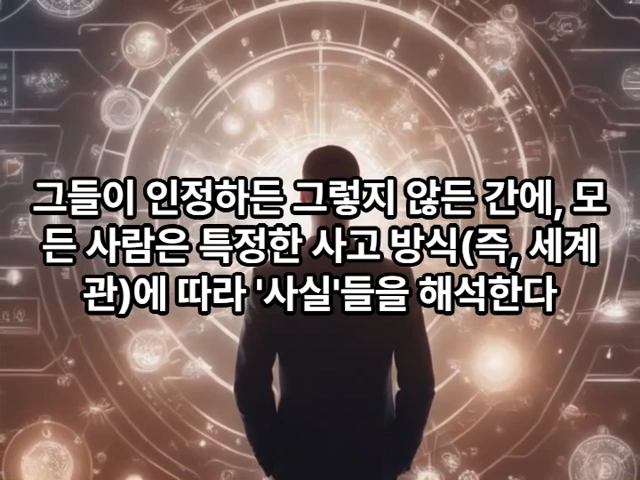 그들이 인정하든 그렇지 않든 간에, 모
든 사람은 특정한 사고 방식(즉, 세계
관)에 따라 '사실'들을 해석한다